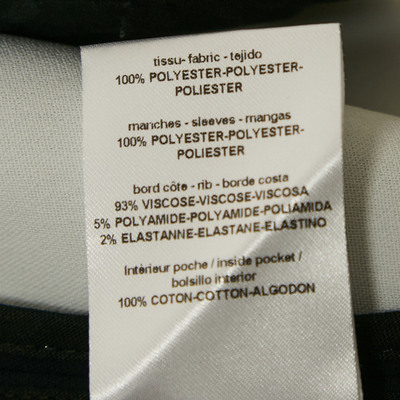 tissu- fabric - tejido
100% POLYESTER-POLYESTER-
POLIESTER
manches - sleeves - mangas
100% POLYESTER-POLYESTER-
POLIESTER
bord côte - rib - borde costa
93% VISCOSE-VISCOSE-VISCOSA
5% POLYAMIDE-POLYAMIDE-POLIAMIDA
2% ELASTANNE-ELASTANE-ELASTINO
Intérieur poche / inside pocket /
bolsillo interior
100% COTON-COTTON-ALGODON